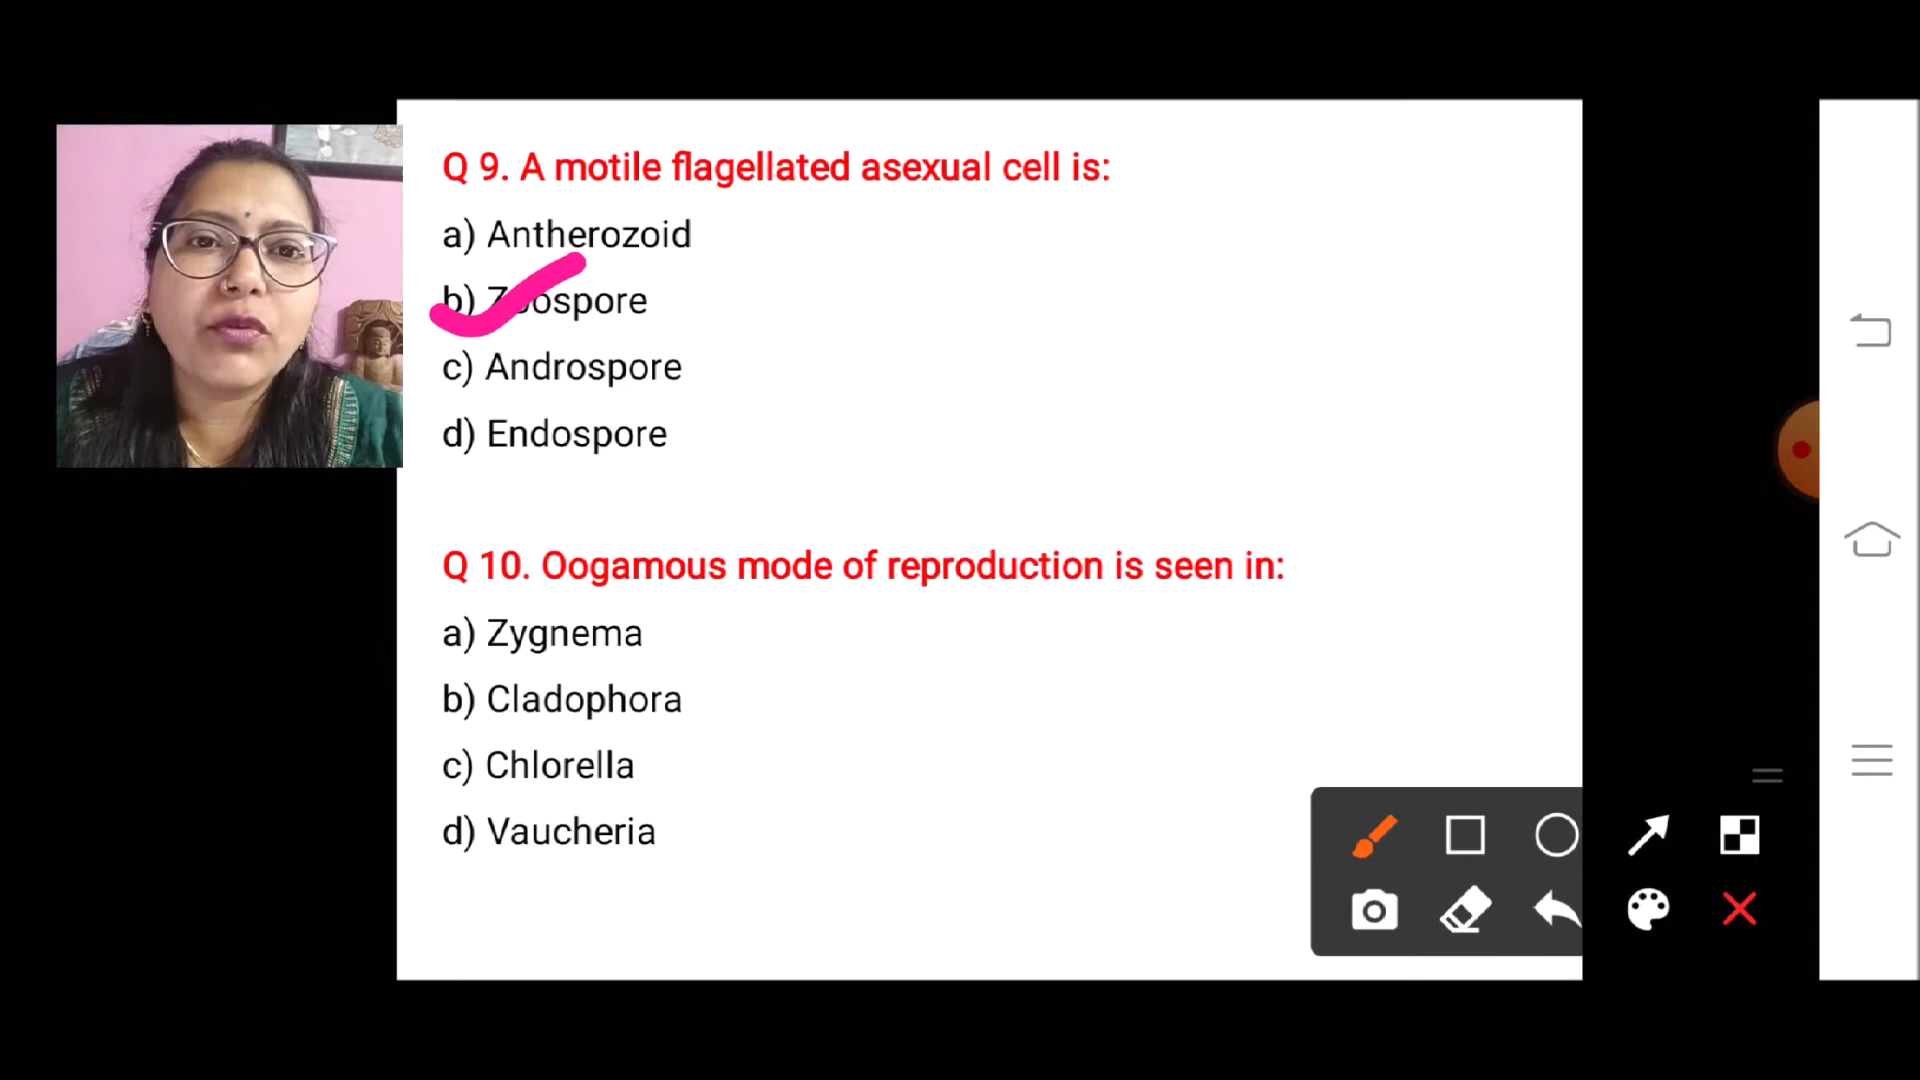 Q 9. A motile flagellated asexual cell is:
a) Antherozoid
b) Zoospore
c) Androspore
d) Endospore
Q 10. Oogamous mode of reproduction is seen in:
a) Zygnema
b) Cladophora
c) Chlorella
d) Vaucheria